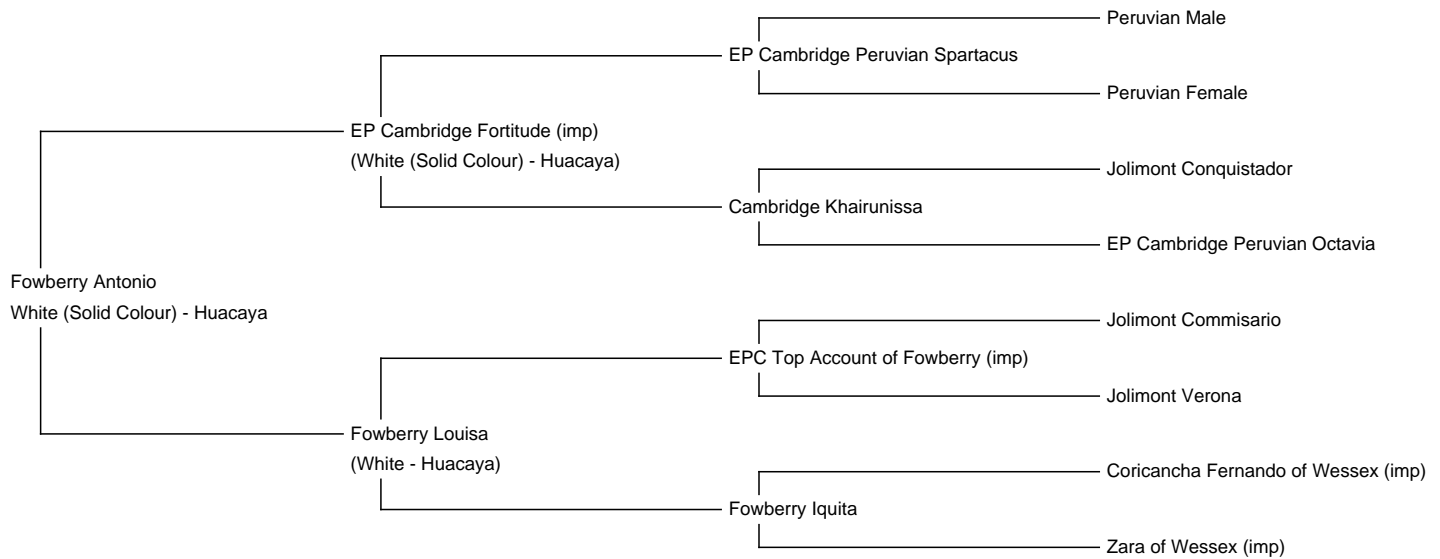 Peruvian Male
EP Cambridge Peruvian Spartacus
Peruvian Female
EP Cambridge Fortitude (imp)
(White (Solid Colour) - Huacaya)
Jolimont Conquistador
Cambridge Khairunissa
EP Cambridge Peruvian Octavia
Fowberry Antonio
White (Solid Colour) - Huacaya
Jolimont Commisario
EPC Top Account of Fowberry (imp)
Jolimont Verona
Fowberry Louisa
(White - Huacaya)
Coricancha Fernando of Wessex (imp)
Fowberry Iquita
Zara of Wessex (imp)